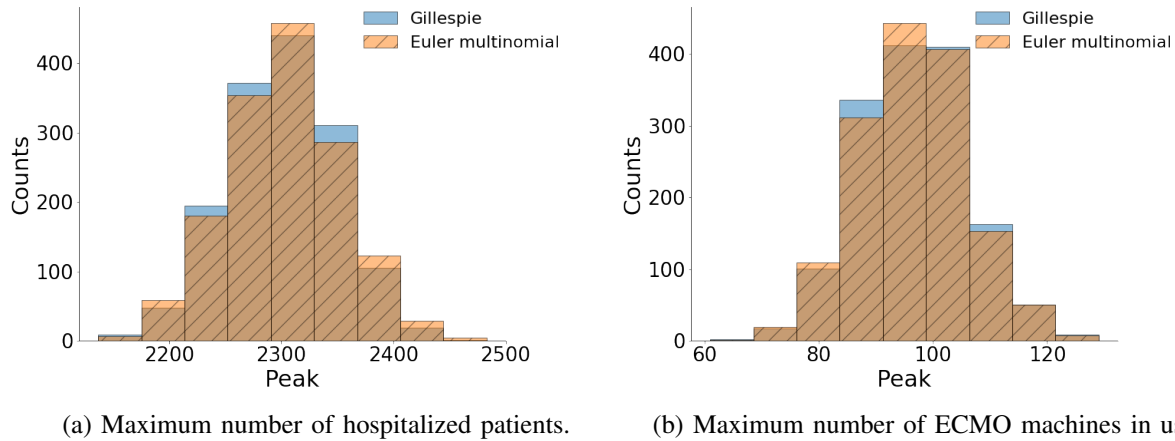 Gillespie
Euler multinomial
Counts
400
300
200
100
0
2200
2300
2400
2500
Peak
(a) Maximum number of hospitalized patients.
Gillespie
Euler multinomial
Counts
400
300
200
100
0
60
80
100
120
Peak
(b) Maximum number of ECMO machines in u